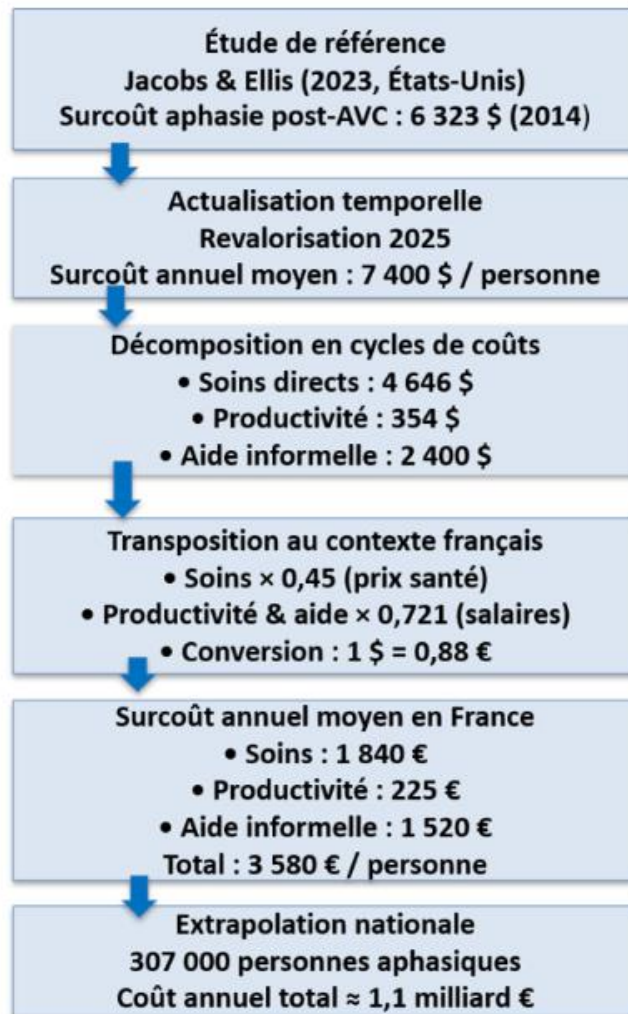 Étude de référence
Jacobs & Ellis (2023, États-Unis)
Surcoût aphasie post-AVC : 6 323 $ (2014)
Actualisation temporelle
Revalorisation 2025
Surcoût annuel moyen : 7 400 $ / personne
Décomposition en cycles de coûts
• Soins directs : 4 646 $
• Productivité : 354 $
• Aide informelle : 2 400 $
Transposition au contexte français
• Soins × 0,45 (prix santé)
• Productivité & aide × 0,721 (salaires)
• Conversion : 1 $ = 0,88 €
Surcoût annuel moyen en France
• Soins : 1 840 €
• Productivité : 225 €
• Aide informelle : 1 520 €
Total : 3 580 € / personne
Extrapolation nationale
307 000 personnes aphasiques
Coût annuel total ≈ 1,1 milliard €